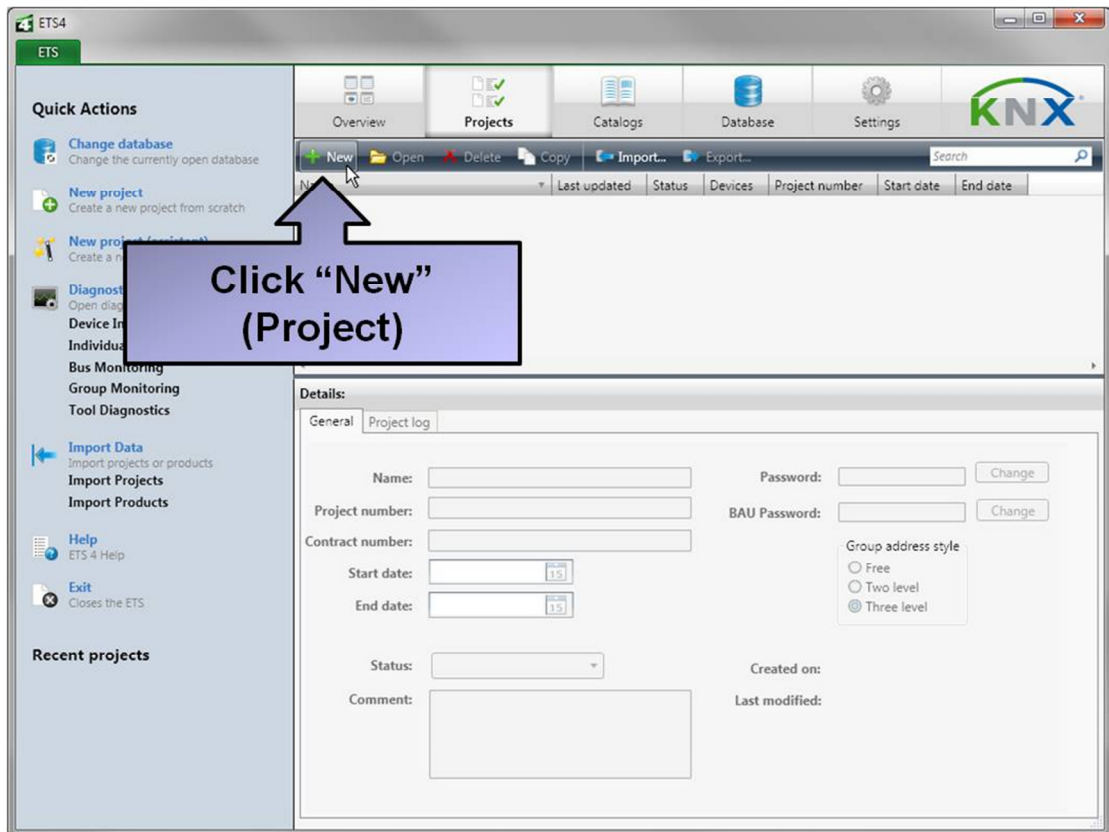 ETS4
ETS
Quick Actions
Change database
Change the currently open database
New project
Create a new project from scratch
New project (assistant)
Create a n
Diagnost
Open diag
Device In
Individua
Bus Monitoring
Group Monitoring
Tool Diagnostics
Import Data
Import projects or products
Import Projects
Import Products
Help
ETS 4 Help
Exit
Closes the ETS
Recent projects
Overview
Projects
Catalogs
Database
Settings
KNX
New Open Delete Copy Import... Export... Search
Last updated Status Devices Project number Start date End date
Click “New”
(Project)
Details:
General Project log
Name:
Project number:
Contract number:
Start date: 15
End date: 15
Status:
Comment:
Password: Change
BAU Password: Change
Group address style
Free
Two level
Three level
Created on:
Last modified: